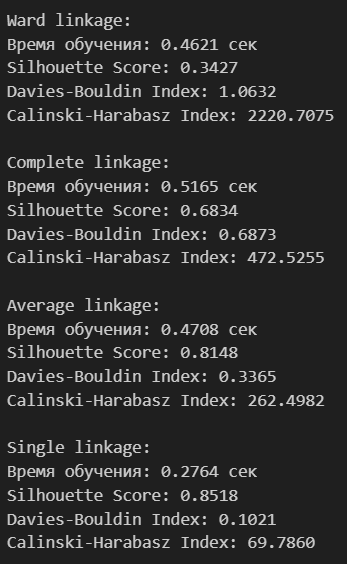 Ward linkage:
Время обучения: 0.4621 сек
Silhouette Score: 0.3427
Davies-Bouldin Index: 1.0632
Calinski-Harabasz Index: 2220.7075
Complete linkage:
Время обучения: 0.5165 сек
Silhouette Score: 0.6834
Davies-Bouldin Index: 0.6873
Calinski-Harabasz Index: 472.5255
Average linkage:
Время обучения: 0.4708 сек
Silhouette Score: 0.8148
Davies-Bouldin Index: 0.3365
Calinski-Harabasz Index: 262.4982
Single linkage:
Время обучения: 0.2764 сек
Silhouette Score: 0.8518
Davies-Bouldin Index: 0.1021
Calinski-Harabasz Index: 69.7860